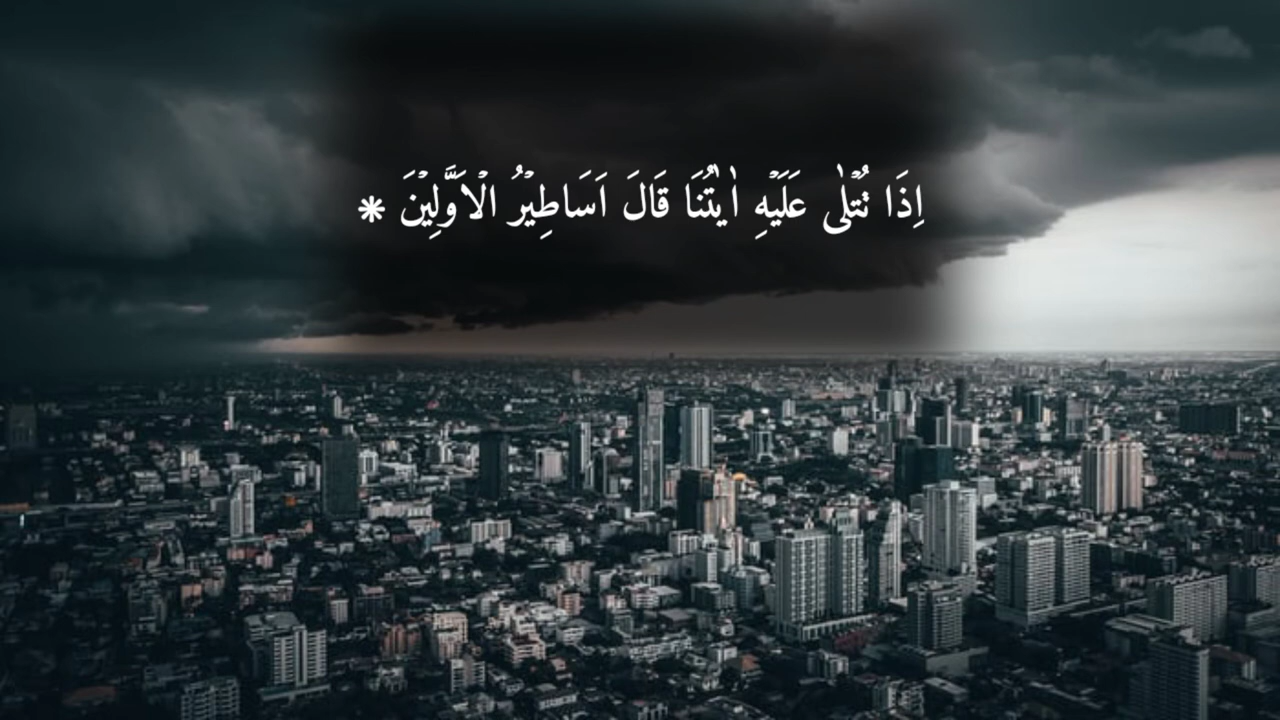 اِذَا تُتْلٰى عَلَيْهِ اٰيٰتُنَا قَالَ اَسَاطِيْرُ الْاَوَّلِيْنَ *